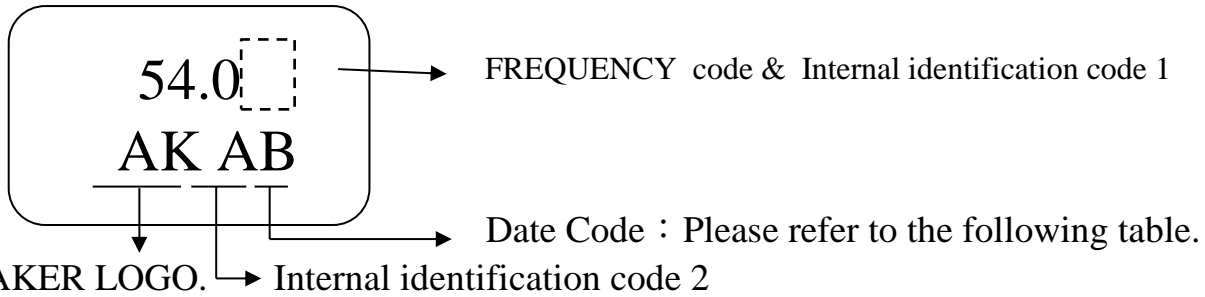 54.0
FREQUENCY code & Internal identification code 1
AK AB
Date Code：Please refer to the following table.
AKER LOGO. Internal identification code 2